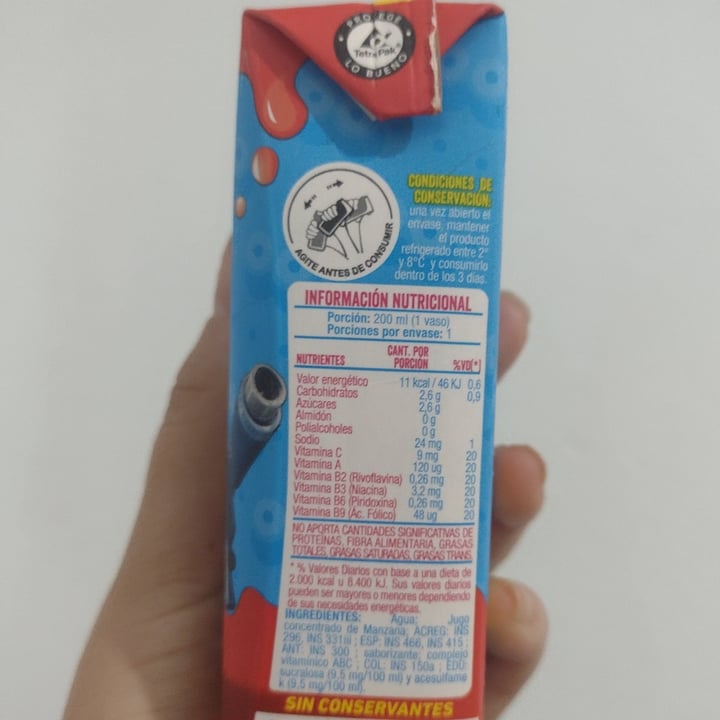 PROTEGE
TetraPak®
LO BUENO
AGITE ANTES DE CONSUMIR
CONDICIONES DE
CONSERVACIÓN:
una vez abierto el
envase, mantener
el producto
refrigerado entre 2°
y 8°C y consumirlo
dentro de los 3 días.
INFORMACIÓN NUTRICIONAL
Porción: 200 ml (1 vaso)
Porciones por envase: 1
NUTRIENTES CANT. POR PORCIÓN %VD(*)
Valor energético 11 kcal / 46 KJ 0,6
Carbohidratos 2,6 g 0,9
Azúcares 2,6 g
Almidón 0 g
Polialcoholes 0 g
Sodio 24 mg 1
Vitamina C 9 mg 20
Vitamina A 120 ug 20
Vitamina B2 (Rivoflavina) 0,26 mg 20
Vitamina B3 (Niacina) 3,2 mg 20
Vitamina B6 (Piridoxina) 0,26 mg 20
Vitamina B9 (Ac. Fólico) 48 ug 20
NO APORTA CANTIDADES SIGNIFICATIVAS DE
PROTEÍNAS, FIBRA ALIMENTARIA, GRASAS
TOTALES, GRASAS SATURADAS, GRASAS TRANS.
* % Valores Diarios con base a una dieta de
2.000 kcal u 8.400 kJ. Sus valores diarios
pueden ser mayores o menores dependiendo
de sus necesidades energéticas.
INGREDIENTES: Agua; Jugo
concentrado de Manzana; ACREG: INS
296, INS 331iii ; ESP: INS 466, INS 415 ;
ANT: INS 300 ; saborizante; complejo
vitamínico ABC ; COL: INS 150a ; EDU:
sucralosa (9.5 mg/100 ml) y acesulfame
k (9,5 mg/100 ml).
SIN CONSERVANTES